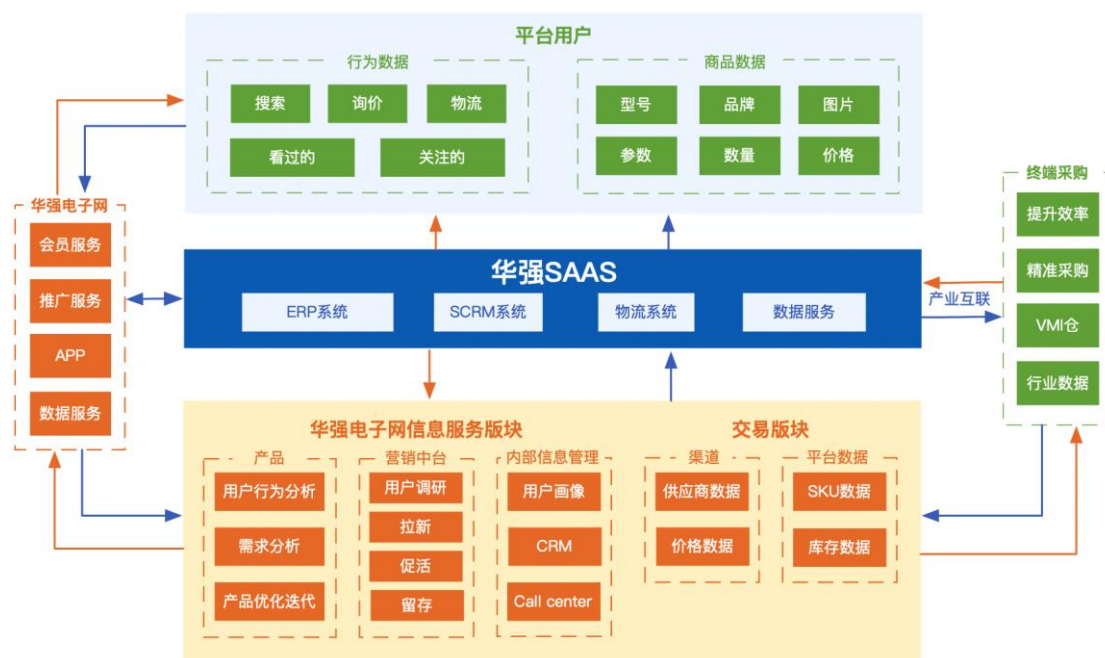 平台用户
行为数据
搜索
询价
物流
看过的
关注的
商品数据
型号
品牌
图片
参数
数量
价格
华强电子网
会员服务
推广服务
APP
数据服务
华强SAAS
ERP系统
SCRM系统
物流系统
数据服务
产业互联
终端采购
提升效率
精准采购
VMI仓
行业数据
华强电子网信息服务版块
产品
用户行为分析
需求分析
产品优化迭代
营销中台
用户调研
拉新
促活
留存
内部信息管理
用户画像
CRM
Call center
交易版块
渠道
供应商数据
价格数据
平台数据
SKU数据
库存数据